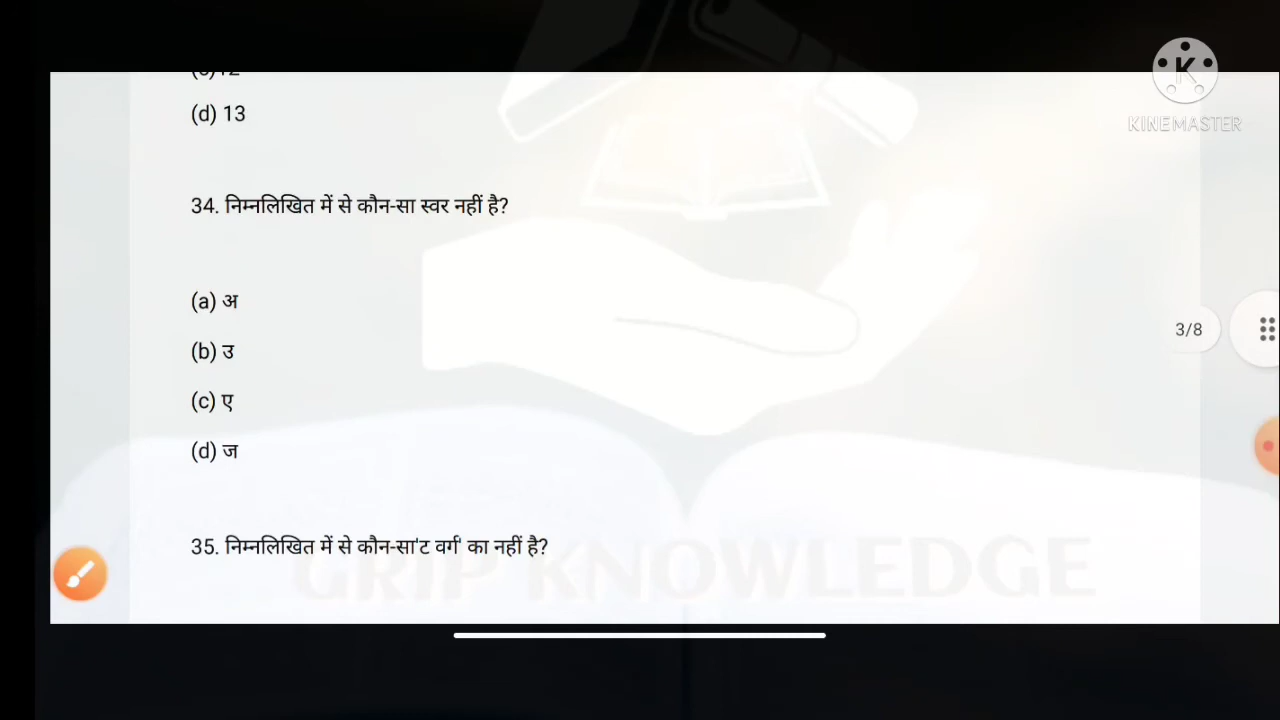 (d) 13
K
KINEMASTER
34. निम्नलिखित में से कौन-सा स्वर नहीं है?
(a) अ
3/8
(b) उ
(c) ए
(d) ज
35. निम्नलिखित में से कौन-सा'ट वर्ग' का नहीं है?
GRIP KNOWLEDGE